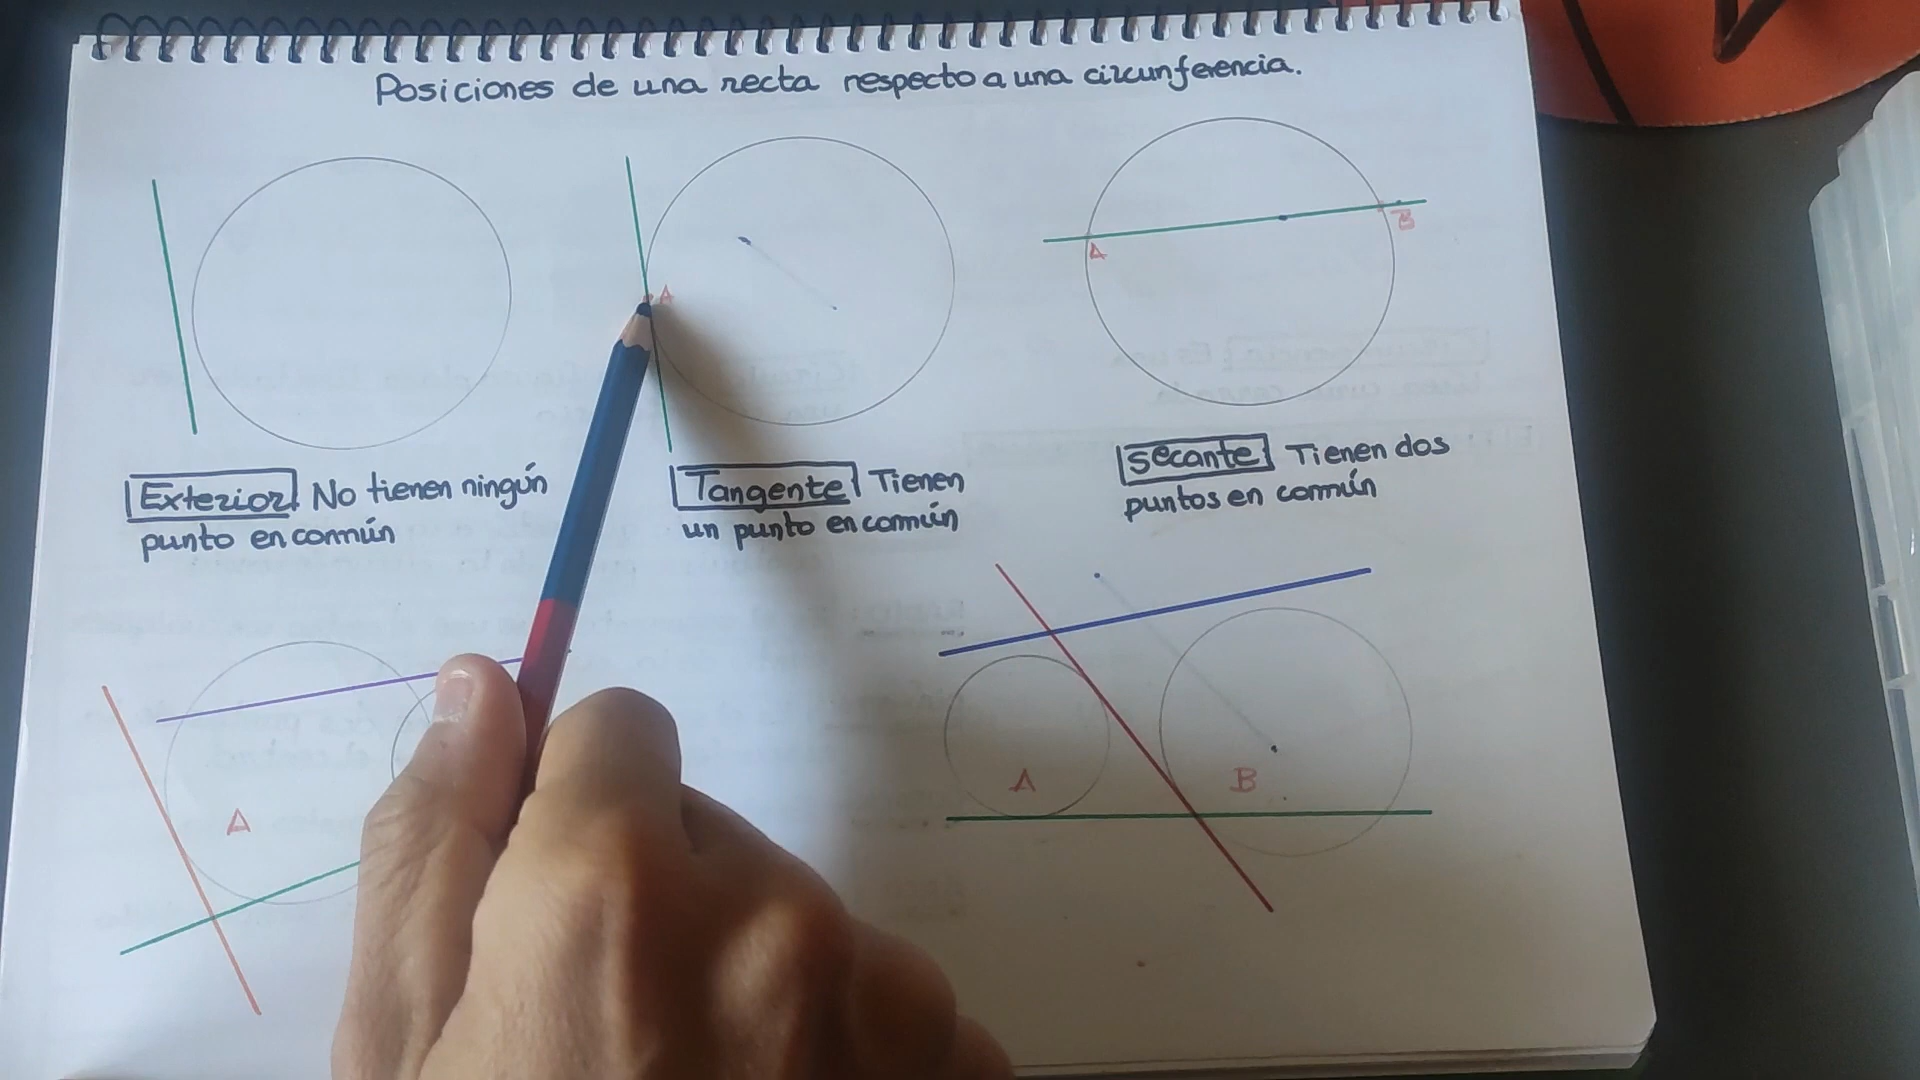 Posiciones de una recta respecto a una circunferencia.
A
A
B
Exterior No tienen ningún
punto en común
Tangente Tienen
un punto en común
Secante Tienen dos
puntos en común
A
A
B